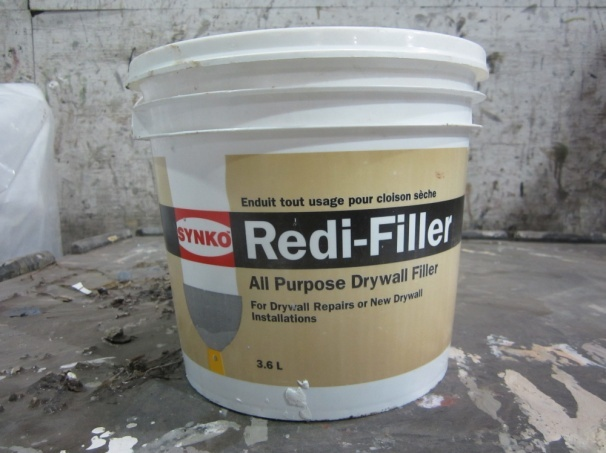 Enduit tout usage pour cloison sèche
SYNKO
Redi-Filler
All Purpose Drywall Filler
For Drywall Repairs or New Drywall
Installations
3.6 L